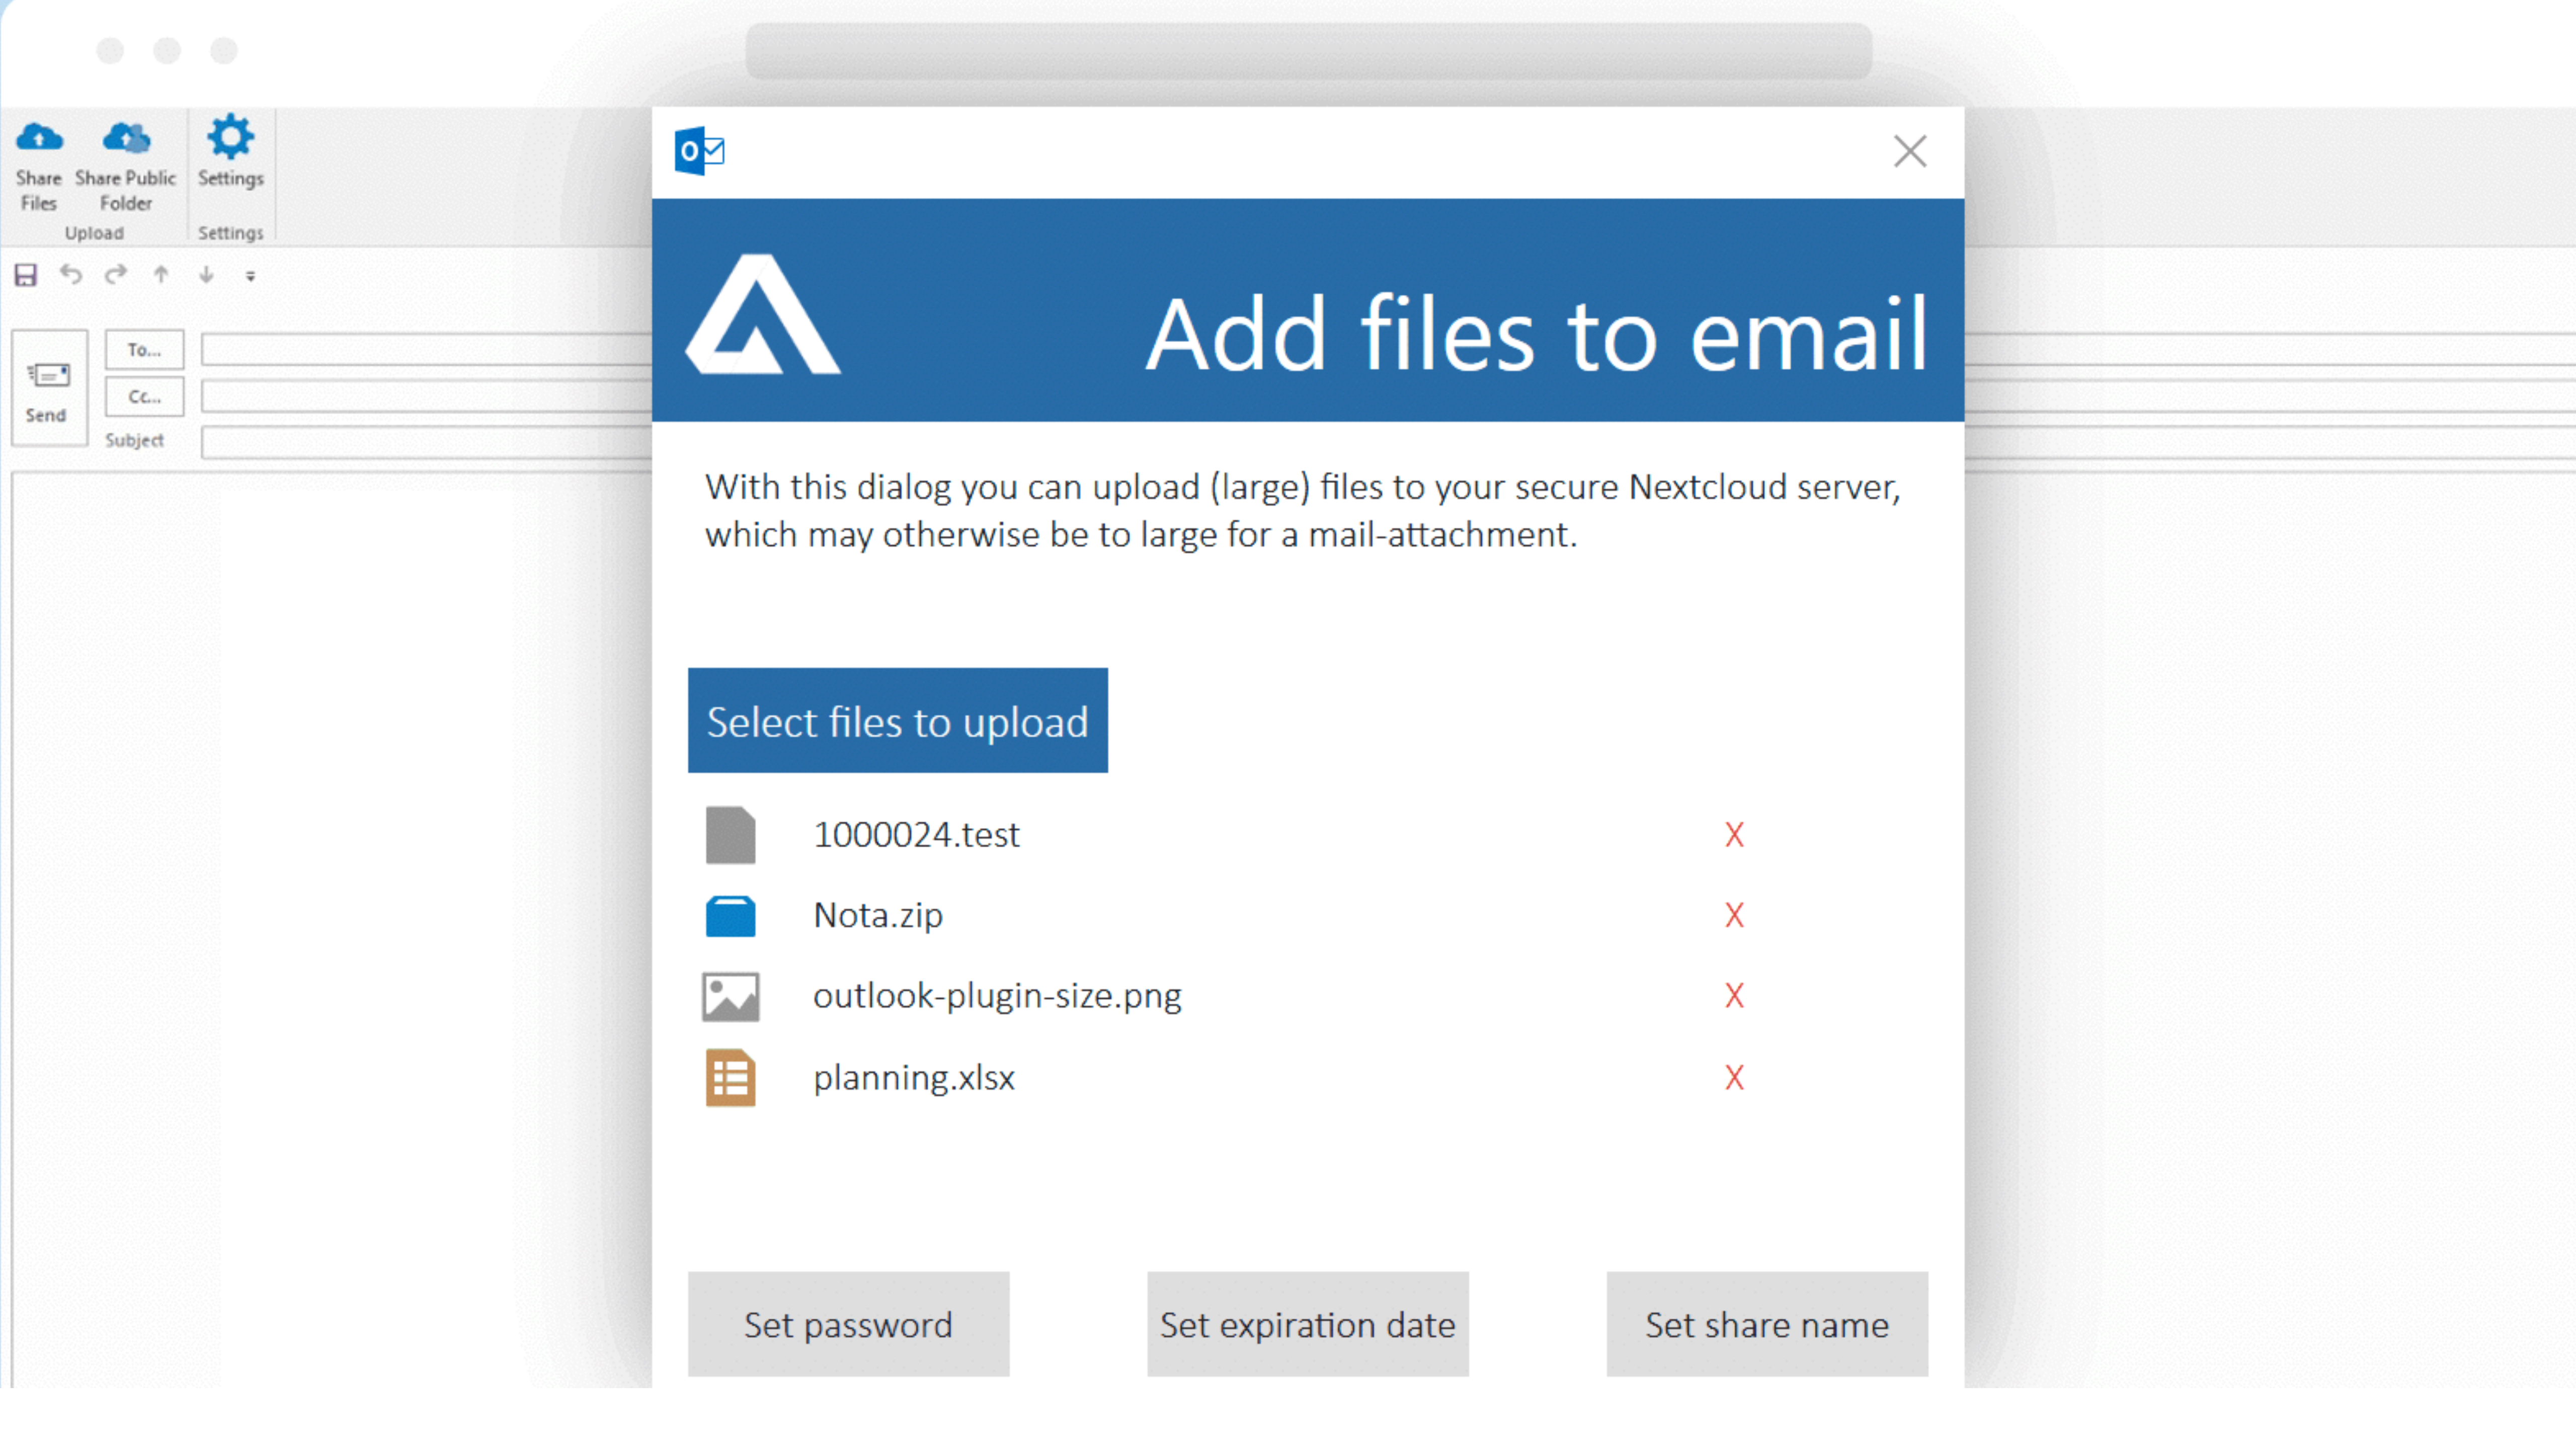 Share Files
Share Public Folder
Settings
Upload
Settings
Send
To...
Cc...
Subject
Add files to email
With this dialog you can upload (large) files to your secure Nextcloud server,
which may otherwise be to large for a mail-attachment.
Select files to upload
1000024.test X
Nota.zip X
outlook-plugin-size.png X
planning.xlsx X
Set password
Set expiration date
Set share name